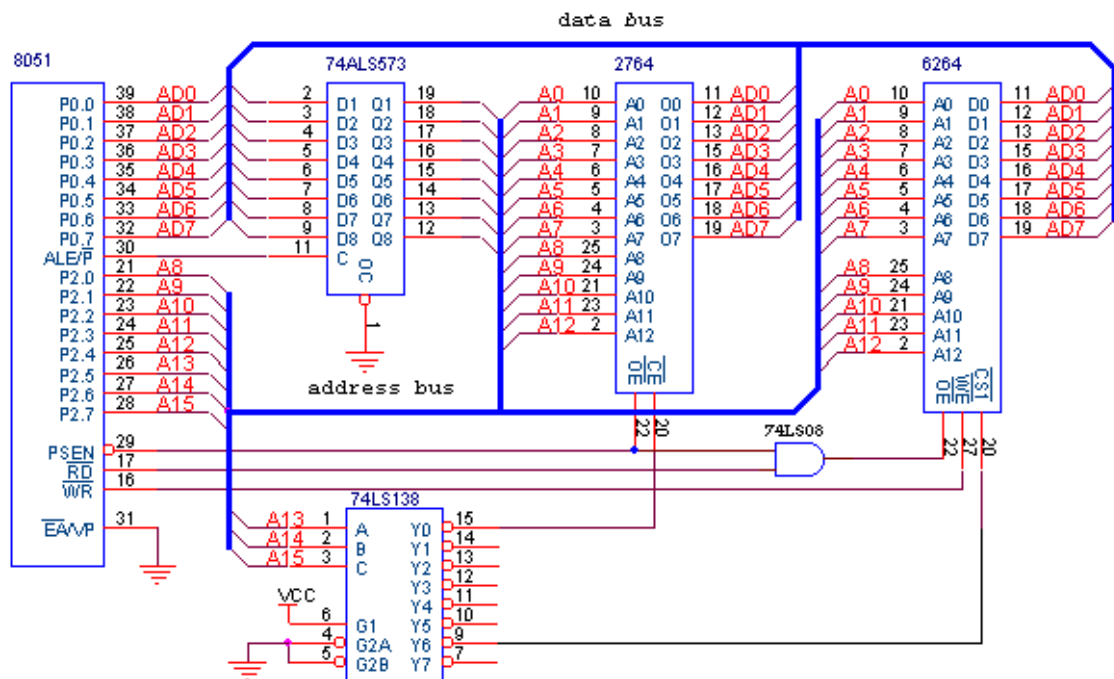 data bus
8051
74ALS573
2764
6264
P0.0 39 AD0
P0.1 38 AD1
P0.2 37 AD2
P0.3 36 AD3
P0.4 35 AD4
P0.5 34 AD5
P0.6 33 AD6
P0.7 32 AD7
ALE/P 30
P2.0 21 A8
P2.1 22 A9
P2.2 23 A10
P2.3 24 A11
P2.4 25 A12
P2.5 26 A13
P2.6 27 A14
P2.7 28 A15
PSEN 29
RD 17
WR 16
EA/VP 31
2 D1 Q1 19
3 D2 Q2 18
4 D3 Q3 17
5 D4 Q4 16
6 D5 Q5 15
7 D6 Q6 14
8 D7 Q7 13
9 D8 Q8 12
11 C
OC
1
A0 10 A0 O0 11 AD0
A1 9 A1 O1 12 AD1
A2 8 A2 O2 13 AD2
A3 7 A3 O3 15 AD3
A4 6 A4 O4 16 AD4
A5 5 A5 O5 17 AD5
A6 4 A6 O6 18 AD6
A7 3 A7 O7 19 AD7
A8 25 A8
A9 24 A9
A10 21 A10
A11 23 A11
A12 2 A12
OE CE
22 20
A0 10 A0 D0 11 AD0
A1 9 A1 D1 12 AD1
A2 8 A2 D2 13 AD2
A3 7 A3 D3 15 AD3
A4 6 A4 D4 16 AD4
A5 5 A5 D5 17 AD5
A6 4 A6 D6 18 AD6
A7 3 A7 D7 19 AD7
A8 25 A8
A9 24 A9
A10 21 A10
A11 23 A11
A12 2 A12
OE WE CS1
22 27 20
address bus
74LS08
74LS138
A13 1 A Y0 15
A14 2 B Y1 14
A15 3 C Y2 13
Y3 12
Y4 11
VCC
6 G1 Y5 10
4 G2A Y6 9
5 G2B Y7 7